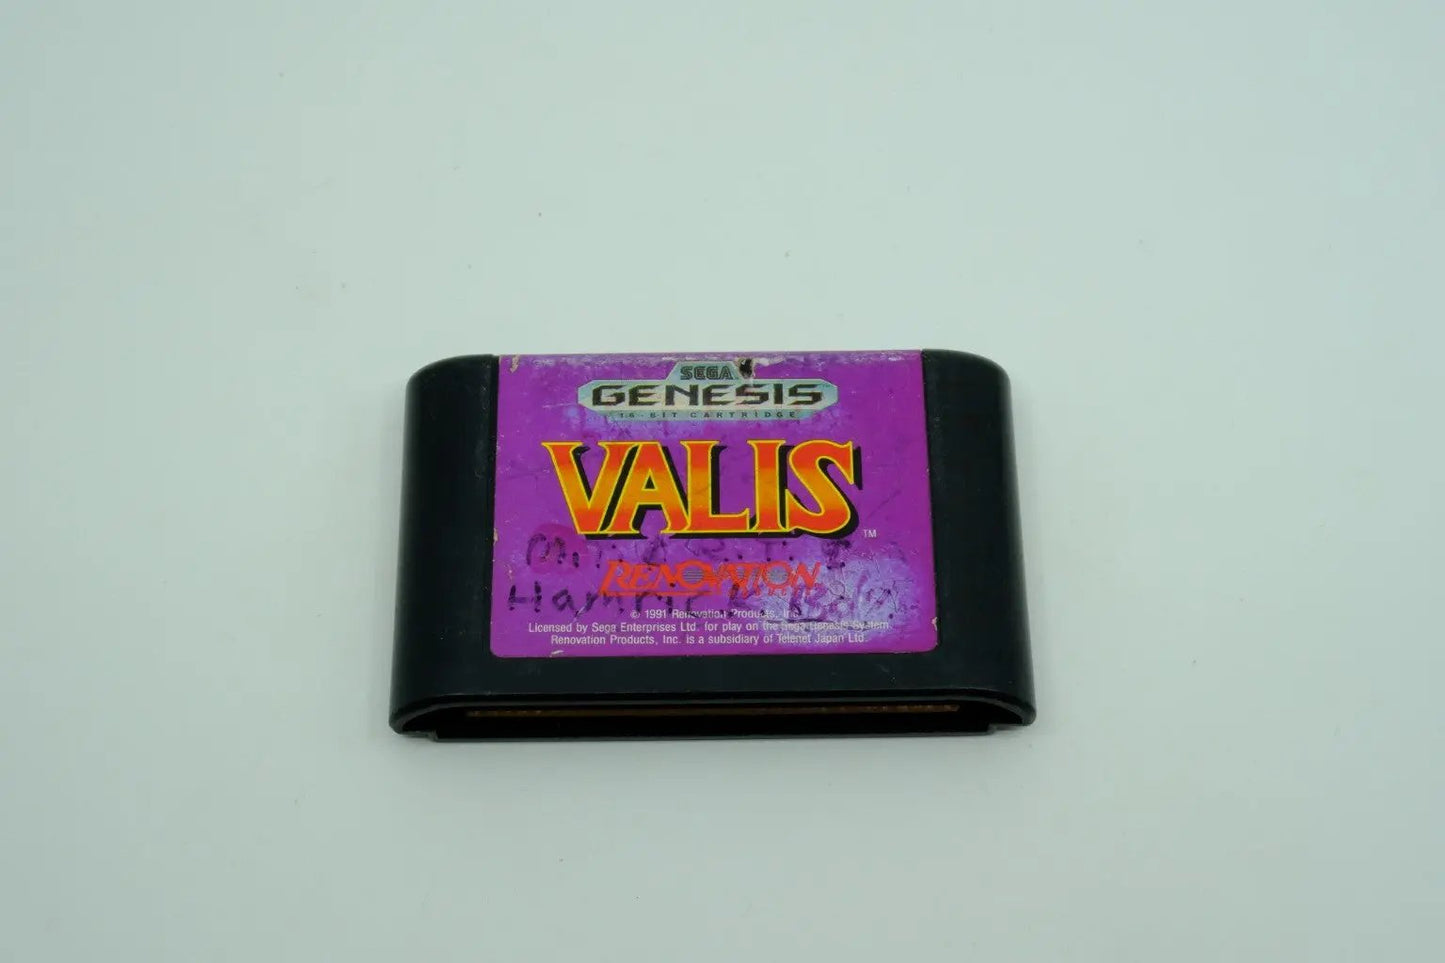 SEGA
GENESIS
16-BIT CARTRIDGE
VALIS
TM
RENOVATION
Hamrick
© 1991 Renovation Products, Inc.
Licensed by Sega Enterprises Ltd. for play on the Sega Genesis System.
Renovation Products, Inc. is a subsidiary of Telenet Japan Ltd.